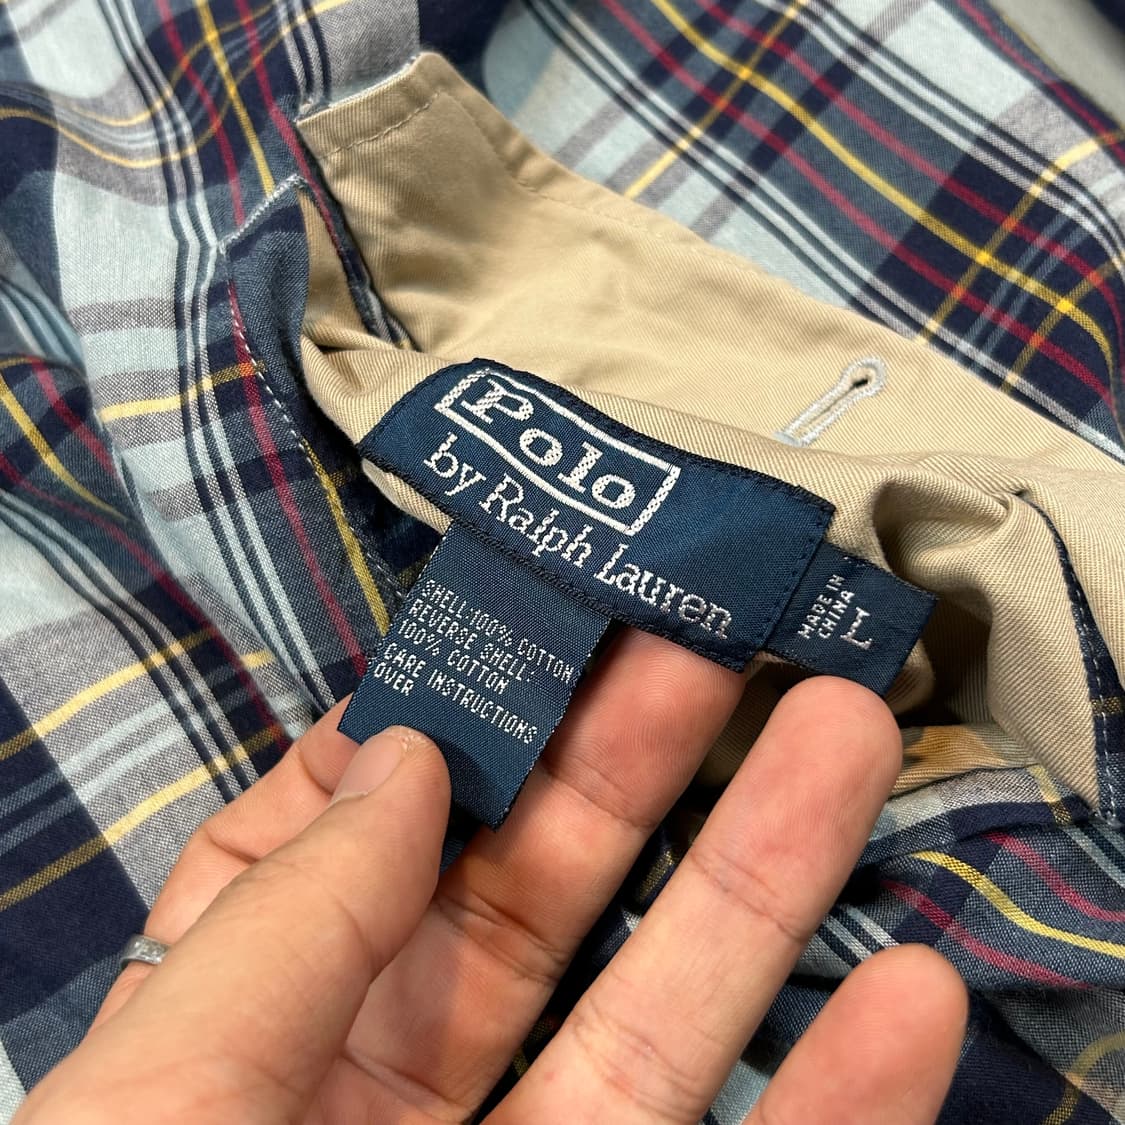 Polo
by Ralph Lauren
MADE IN
CHINA
L
SHELL:100% COTTON
REVERSE SHELL:
100% COTTON
CARE INSTRUCTIONS
OVER